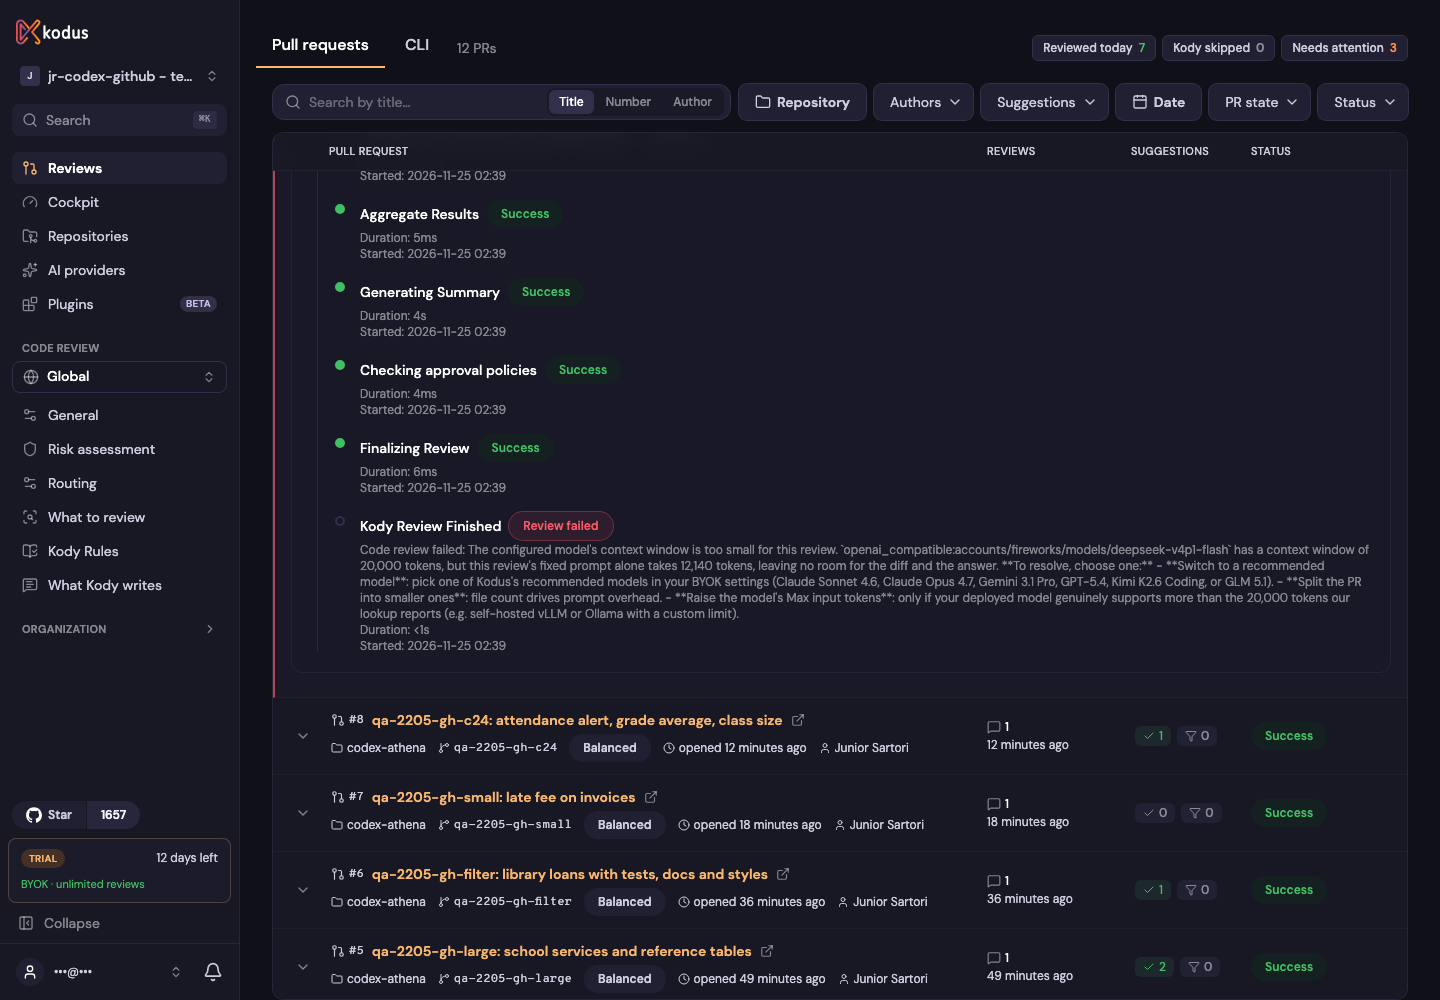 kodus
J jr-codex-github - te...
Search ⌘K
Reviews
Cockpit
Repositories
AI providers
Plugins BETA
CODE REVIEW
Global
General
Risk assessment
Routing
What to review
Kody Rules
What Kody writes
ORGANIZATION
Star 1657
TRIAL 12 days left
BYOK · unlimited reviews
Collapse
•••@•••
Pull requests CLI 12 PRs
Reviewed today 7 Kody skipped 0 Needs attention 3
Search by title... Title Number Author Repository Authors Suggestions Date PR state Status
PULL REQUEST REVIEWS SUGGESTIONS STATUS
Started: 2026-11-25 02:39
Aggregate Results Success
Duration: 5ms
Started: 2026-11-25 02:39
Generating Summary Success
Duration: 4s
Started: 2026-11-25 02:39
Checking approval policies Success
Duration: 4ms
Started: 2026-11-25 02:39
Finalizing Review Success
Duration: 6ms
Started: 2026-11-25 02:39
Kody Review Finished Review failed
Code review failed: The configured model's context window is too small for this review. `openai_compatible:accounts/fireworks/models/deepseek-v4p1-flash` has a context window of
20,000 tokens, but this review's fixed prompt alone takes 12,140 tokens, leaving no room for the diff and the answer. **To resolve, choose one:** - **Switch to a recommended
model**: pick one of Kodus's recommended models in your BYOK settings (Claude Sonnet 4.6, Claude Opus 4.7, Gemini 3.1 Pro, GPT-5.4, Kimi K2.6 Coding, or GLM 5.1). - **Split the PR
into smaller ones**: file count drives prompt overhead. - **Raise the model's Max input tokens**: only if your deployed model genuinely supports more than the 20,000 tokens our
lookup reports (e.g. self-hosted vLLM or Ollama with a custom limit).
Duration: <1s
Started: 2026-11-25 02:39
#8 qa-2205-gh-c24: attendance alert, grade average, class size
codex-athena qa-2205-gh-c24 Balanced opened 12 minutes ago Junior Sartori
1
12 minutes ago
1 0 Success
#7 qa-2205-gh-small: late fee on invoices
codex-athena qa-2205-gh-small Balanced opened 18 minutes ago Junior Sartori
1
18 minutes ago
0 0 Success
#6 qa-2205-gh-filter: library loans with tests, docs and styles
codex-athena qa-2205-gh-filter Balanced opened 36 minutes ago Junior Sartori
1
36 minutes ago
1 0 Success
#5 qa-2205-gh-large: school services and reference tables
codex-athena qa-2205-gh-large Balanced opened 49 minutes ago Junior Sartori
1
49 minutes ago
2 0 Success